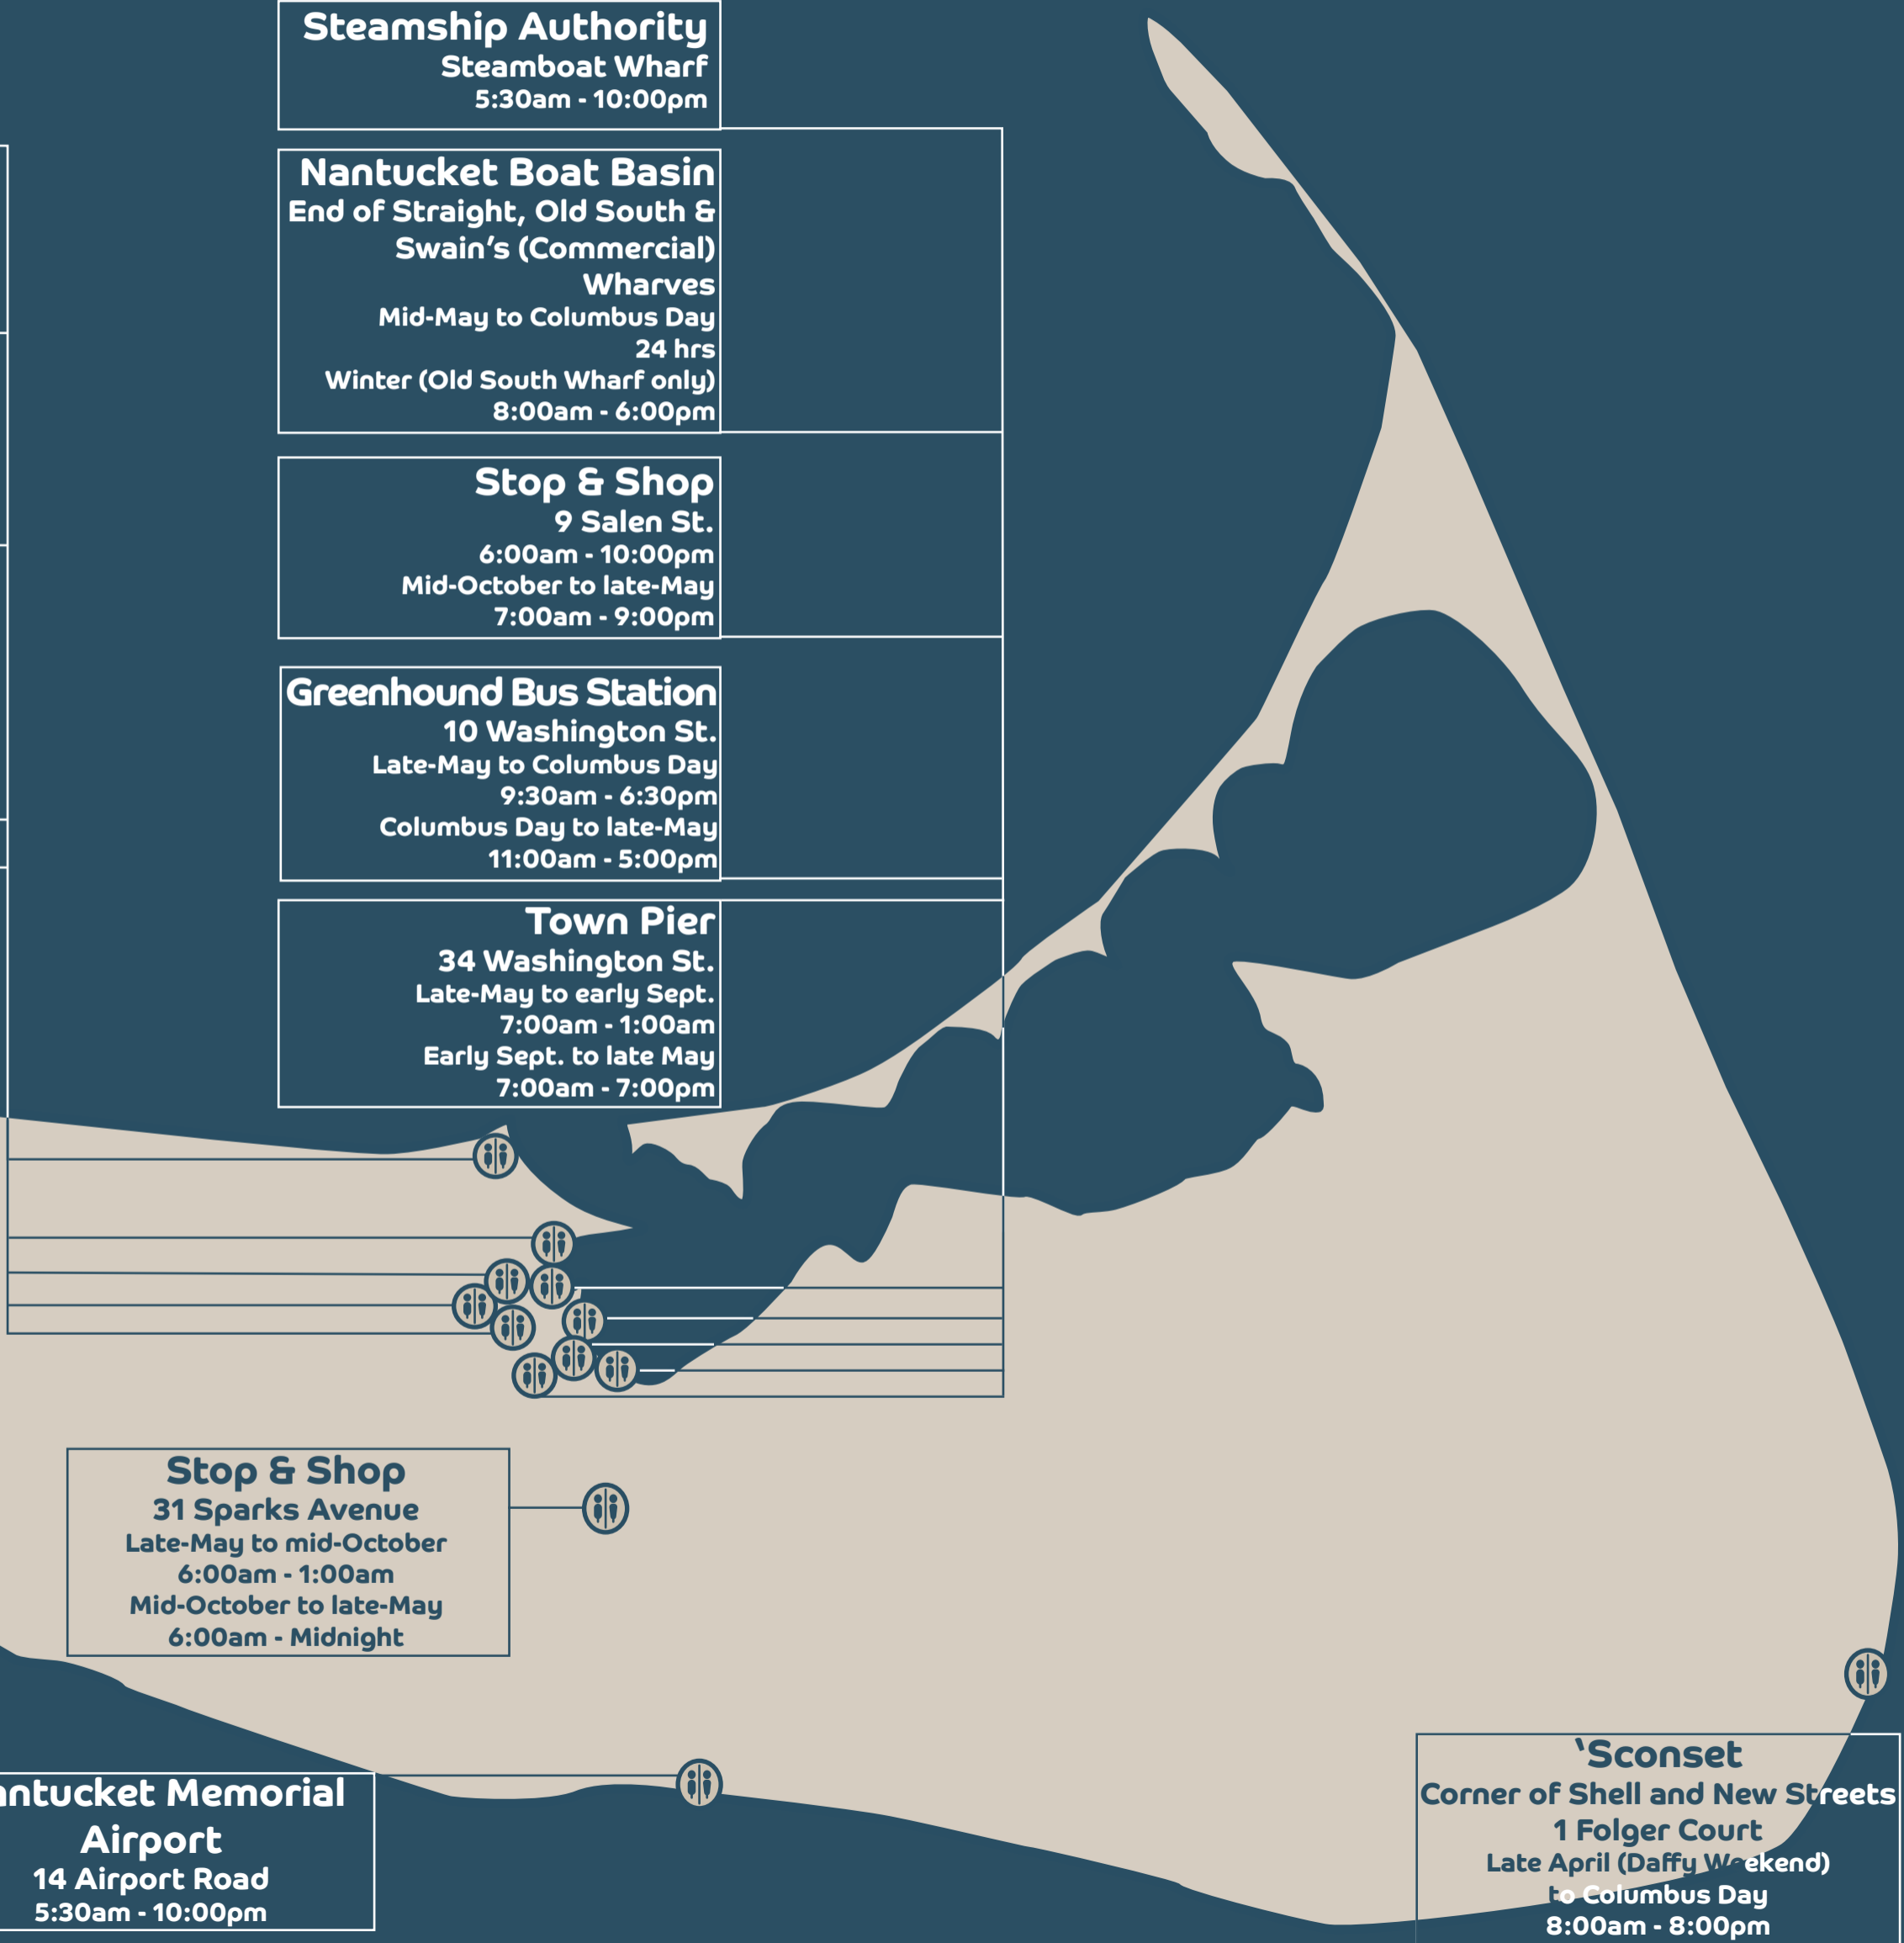 Steamship Authority
Steamboat Wharf
5:30am - 10:00pm
Nantucket Boat Basin
End of Straight, Old South &
Swain's (Commercial)
Wharves
Mid-May to Columbus Day
24 hrs
Winter (Old South Wharf only)
8:00am - 6:00pm
Stop & Shop
9 Salen St.
6:00am - 10:00pm
Mid-October to late-May
7:00am - 9:00pm
Greenhound Bus Station
10 Washington St.
Late-May to Columbus Day
9:30am - 6:30pm
Columbus Day to late-May
11:00am - 5:00pm
Town Pier
34 Washington St.
Late-May to early Sept.
7:00am - 1:00am
Early Sept. to late May
7:00am - 7:00pm
Stop & Shop
31 Sparks Avenue
Late-May to mid-October
6:00am - 1:00am
Mid-October to late-May
6:00am - Midnight
antucket Memorial
Airport
14 Airport Road
5:30am - 10:00pm
‵Sconset
Corner of Shell and New Streets
1 Folger Court
Late April (Daffy Weekend)
to Columbus Day
8:00am - 8:00pm